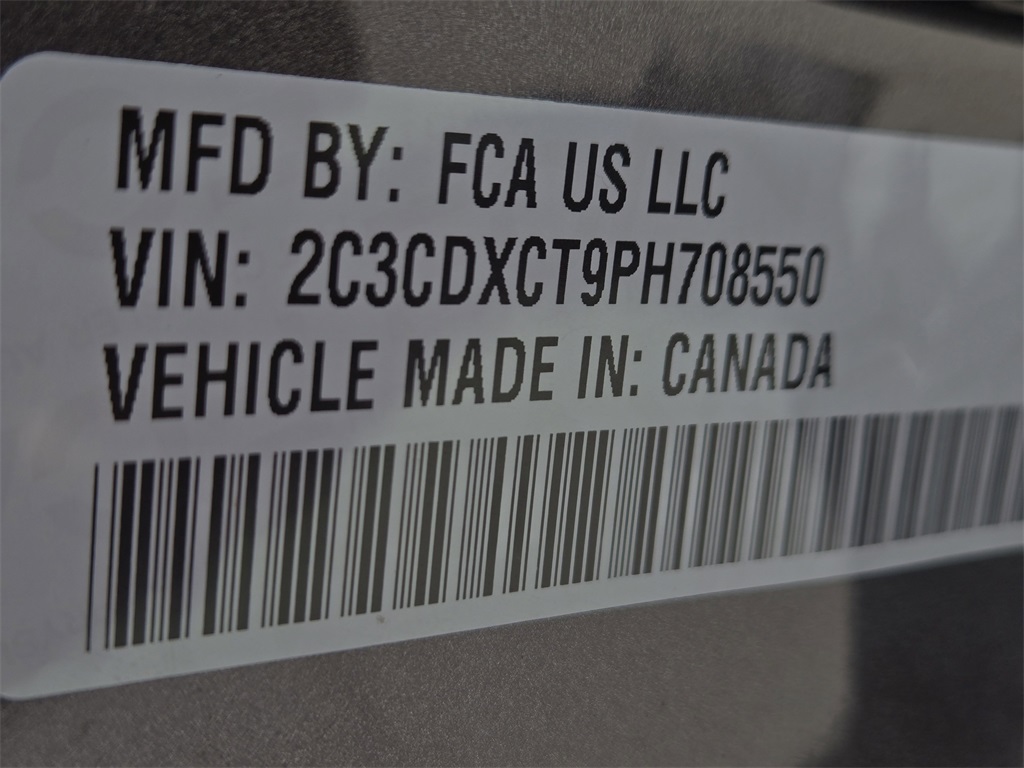 MFD BY: FCA US LLC
VIN: 2C3CDXCT9PH708550
VEHICLE MADE IN: CANADA